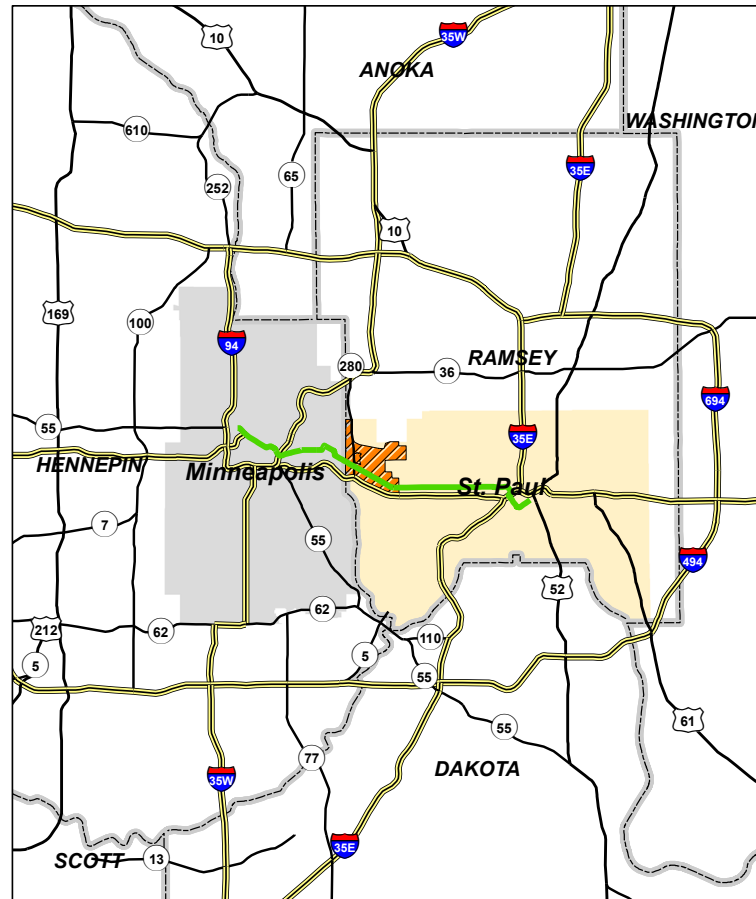 35W
10
ANOKA
WASHINGTON
610
35E
65
252
10
169
100
94
280
RAMSEY
36
694
55
35E
HENNEPIN
Minneapolis
St. Paul
7
55
494
52
62
212
62
110
5
5
55
61
55
77
DAKOTA
35W
35E
SCOTT
13